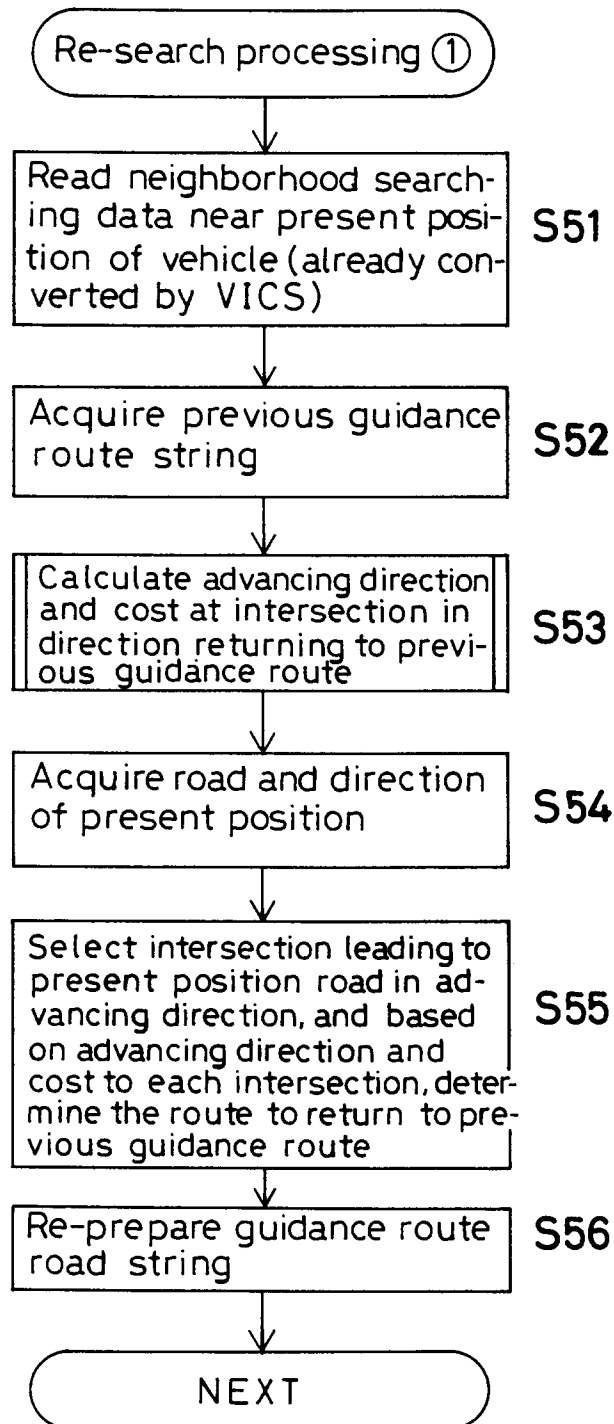 Re-search processing ①
Read neighborhood search-
ing data near present posi-
tion of vehicle (already con-
verted by VICS)
S51
Acquire previous guidance
route string
S52
Calculate advancing direction
and cost at intersection in
direction returning to previ-
ous guidance route
S53
Acquire road and direction
of present position
S54
Select intersection leading to
present position road in ad-
vancing direction, and based
on advancing direction and
cost to each intersection, deter-
mine the route to return to pre-
vious guidance route
S55
Re-prepare guidance route
road string
S56
NEXT